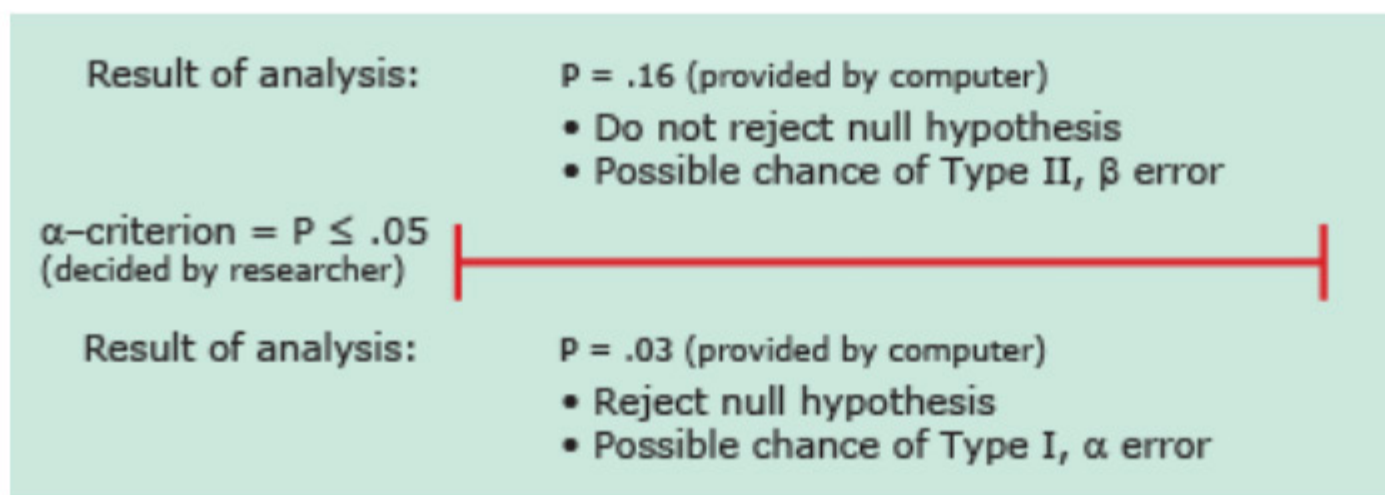 Result of analysis: P = .16 (provided by computer)
• Do not reject null hypothesis
• Possible chance of Type II, β error
α–criterion = P ≤ .05
(decided by researcher)
Result of analysis: P = .03 (provided by computer)
• Reject null hypothesis
• Possible chance of Type I, α error